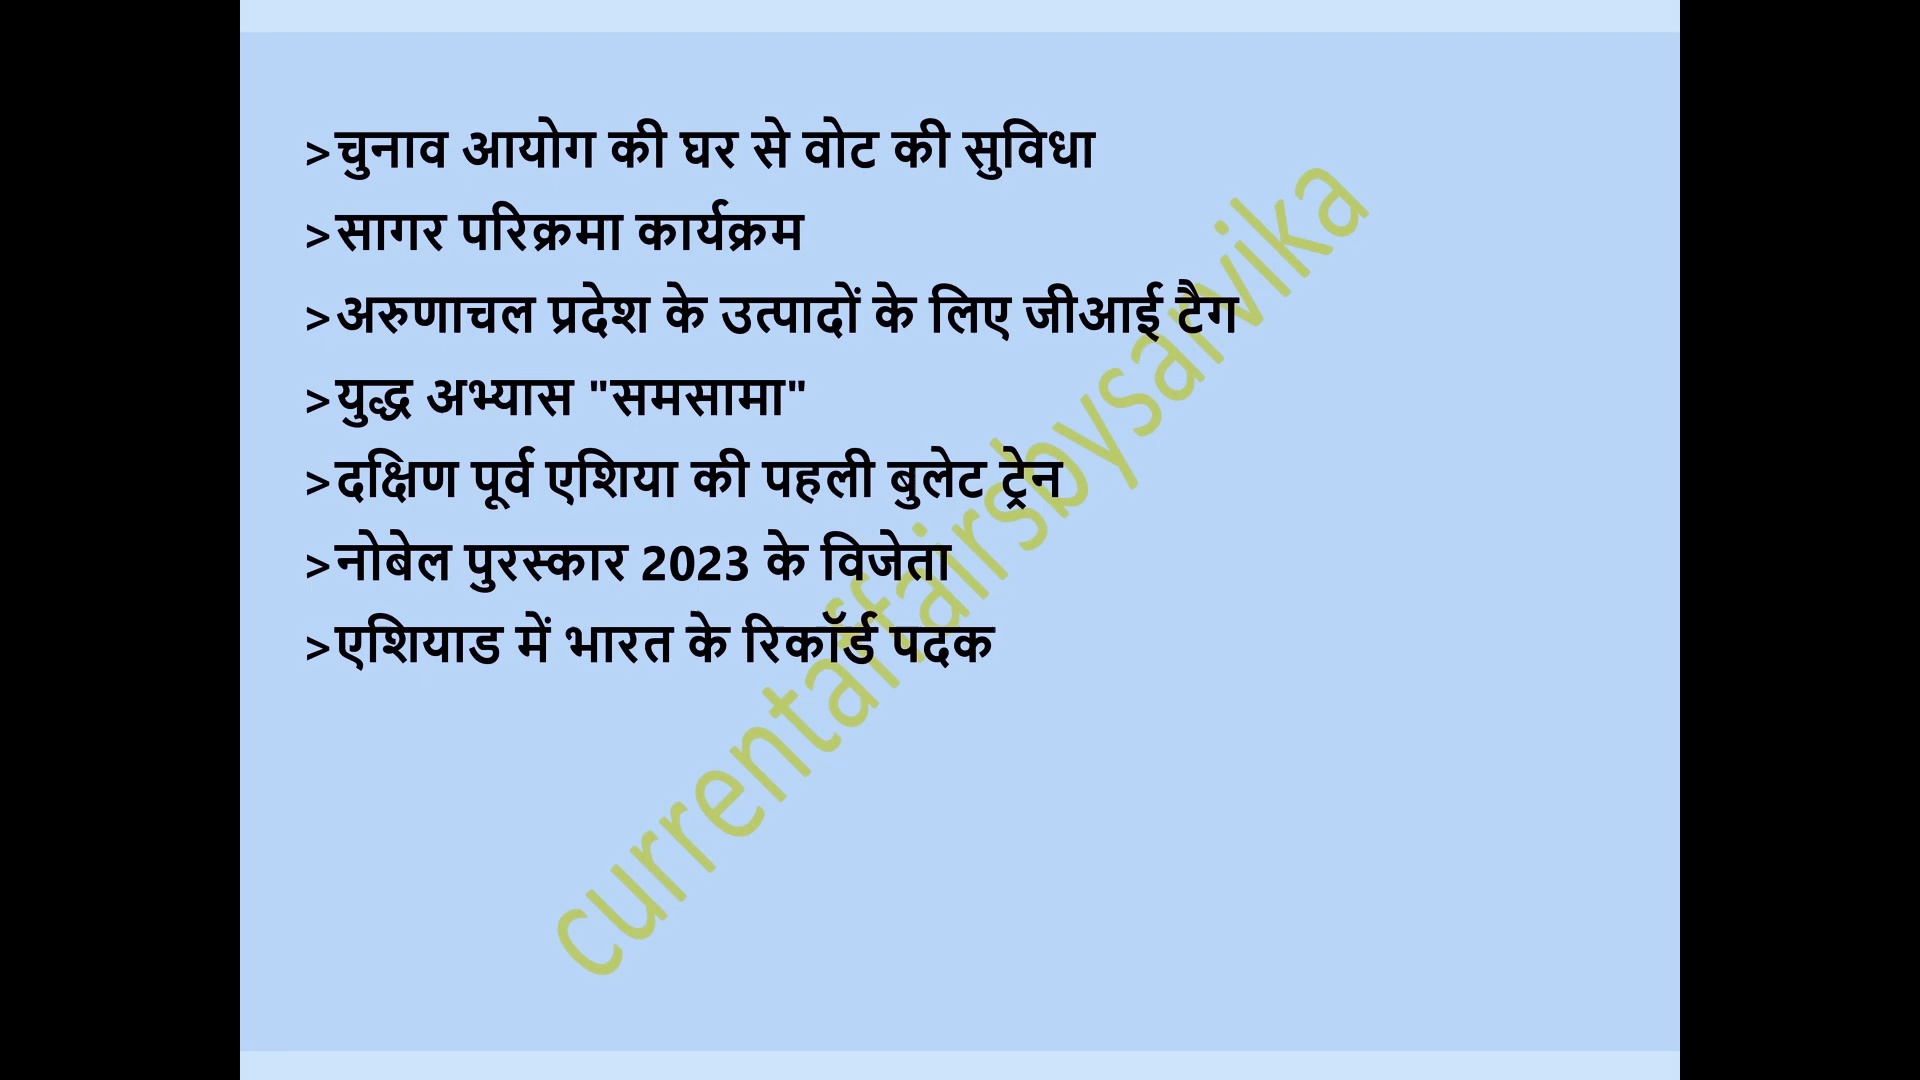 >चुनाव आयोग की घर से वोट की सुविधा
>सागर परिक्रमा कार्यक्रम
>अरुणाचल प्रदेश के उत्पादों के लिए जीआई टैग
>युद्ध अभ्यास "समसामा"
>दक्षिण पूर्व एशिया की पहली बुलेट ट्रेन
>नोबेल पुरस्कार 2023 के विजेता
>एशियाड में भारत के रिकॉर्ड पदक
currentaffairsbysarvika